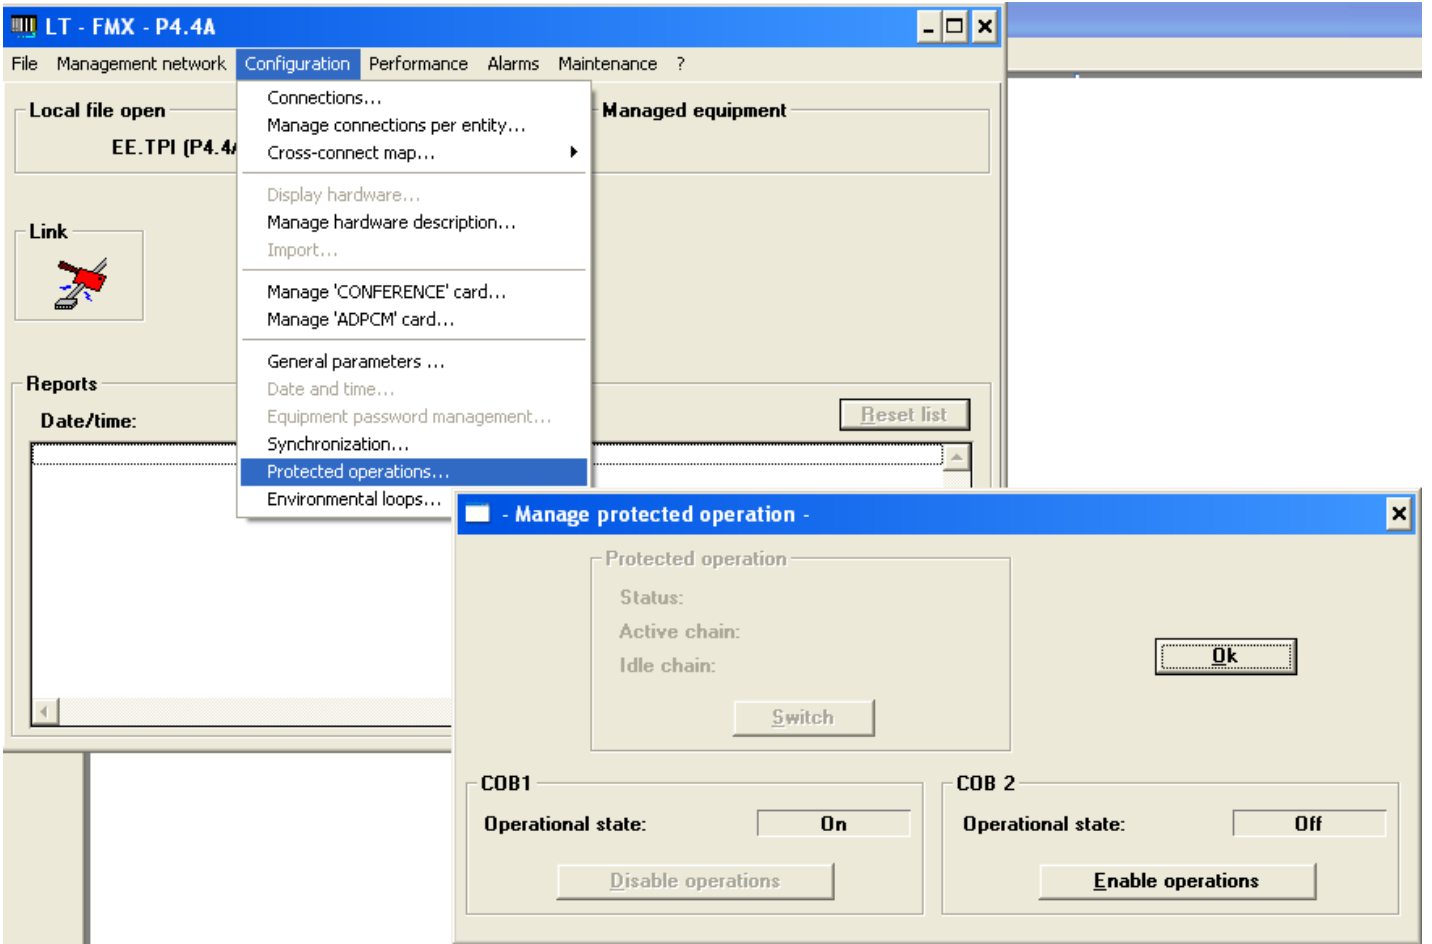 LT - FMX - P4.4A
File Management network Configuration Performance Alarms Maintenance ?
Local file open
EE.TPI (P4.4
Managed equipment
Link
Connections...
Manage connections per entity...
Cross-connect map...
Display hardware...
Manage hardware description...
Import...
Manage 'CONFERENCE' card...
Manage 'ADPCM' card...
General parameters ...
Date and time...
Equipment password management...
Synchronization...
Protected operations...
Environmental loops...
Reports
Date/time:
Reset list
- Manage protected operation -
Protected operation
Status:
Active chain:
Idle chain:
Switch
Ok
COB1
Operational state: On
Disable operations
COB 2
Operational state: Off
Enable operations